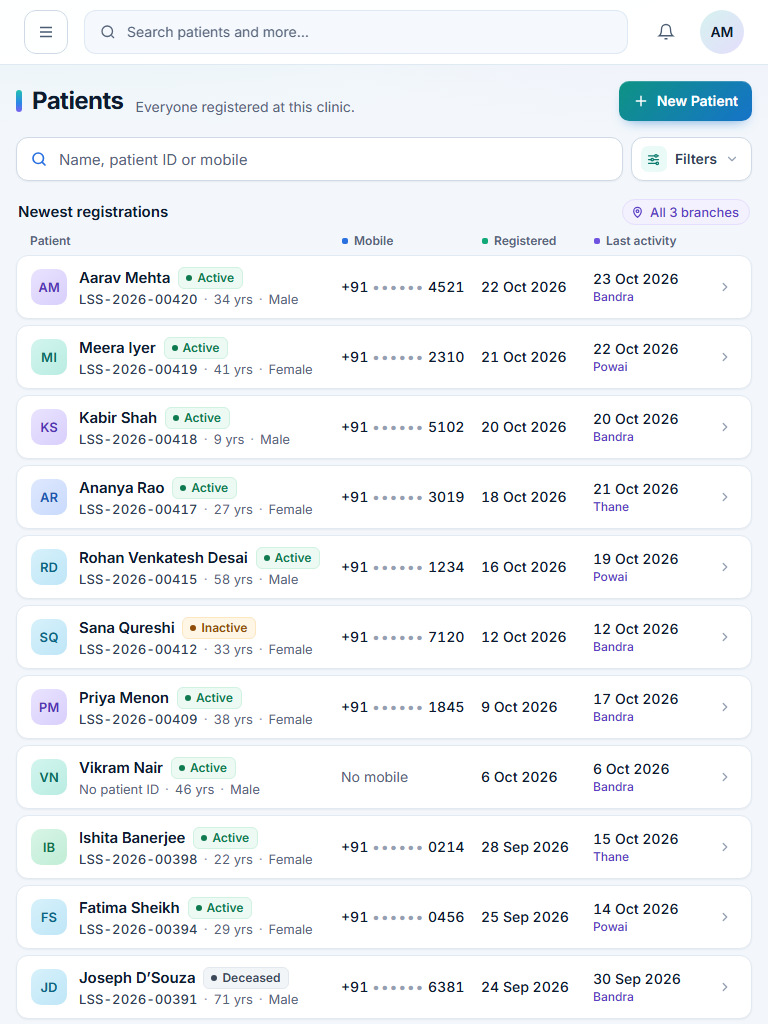 Search patients and more...
AM
Patients
Everyone registered at this clinic.
+ New Patient
Name, patient ID or mobile
Filters
Newest registrations
All 3 branches
Patient Mobile Registered Last activity
AM Aarav Mehta Active
LSS-2026-00420 · 34 yrs · Male
+91 •••••• 4521
22 Oct 2026
23 Oct 2026
Bandra
MI Meera Iyer Active
LSS-2026-00419 · 41 yrs · Female
+91 •••••• 2310
21 Oct 2026
22 Oct 2026
Powai
KS Kabir Shah Active
LSS-2026-00418 · 9 yrs · Male
+91 •••••• 5102
20 Oct 2026
20 Oct 2026
Bandra
AR Ananya Rao Active
LSS-2026-00417 · 27 yrs · Female
+91 •••••• 3019
18 Oct 2026
21 Oct 2026
Thane
RD Rohan Venkatesh Desai Active
LSS-2026-00415 · 58 yrs · Male
+91 •••••• 1234
16 Oct 2026
19 Oct 2026
Powai
SQ Sana Qureshi Inactive
LSS-2026-00412 · 33 yrs · Female
+91 •••••• 7120
12 Oct 2026
12 Oct 2026
Bandra
PM Priya Menon Active
LSS-2026-00409 · 38 yrs · Female
+91 •••••• 1845
9 Oct 2026
17 Oct 2026
Bandra
VN Vikram Nair Active
No patient ID · 46 yrs · Male
No mobile
6 Oct 2026
6 Oct 2026
Bandra
IB Ishita Banerjee Active
LSS-2026-00398 · 22 yrs · Female
+91 •••••• 0214
28 Sep 2026
15 Oct 2026
Thane
FS Fatima Sheikh Active
LSS-2026-00394 · 29 yrs · Female
+91 •••••• 0456
25 Sep 2026
14 Oct 2026
Powai
JD Joseph D’Souza Deceased
LSS-2026-00391 · 71 yrs · Male
+91 •••••• 6381
24 Sep 2026
30 Sep 2026
Bandra